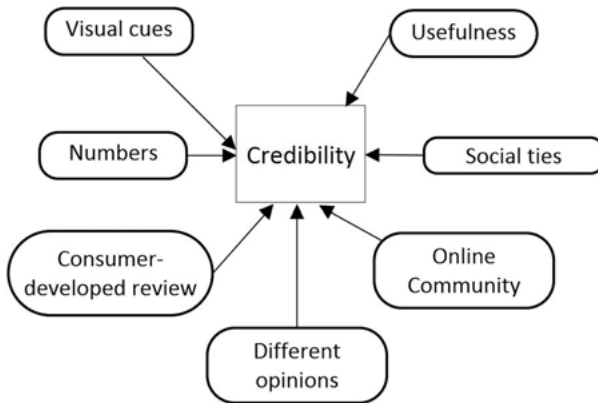 Visual cues
Usefulness
Numbers
Credibility
Social ties
Consumer-
developed review
Online
Community
Different
opinions